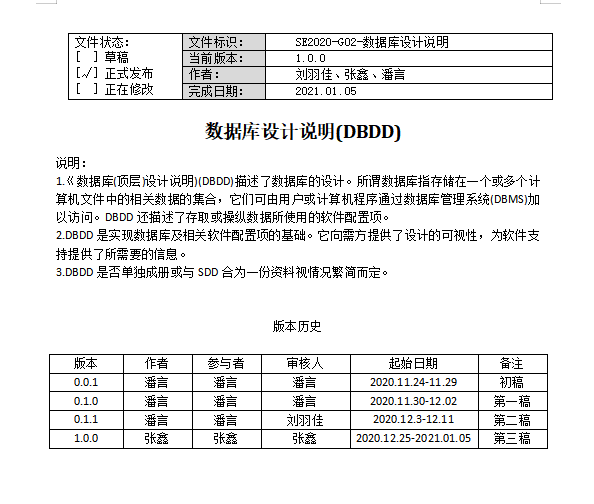 文件状态： 文件标识： SE2020-G02-数据库设计说明
[ ] 草稿 当前版本： 1.0.0
[√] 正式发布 作者： 刘羽佳、张鑫、潘言
[ ] 正在修改 完成日期： 2021.01.05
数据库设计说明(DBDD)
说明：
1.《数据库(顶层)设计说明)(DBDD)描述了数据库的设计。所谓数据库指存储在一个或多个计
算机文件中的相关数据的集合，它们可由用户或计算机程序通过数据库管理系统(DBMS)加
以访问。DBDD 还描述了存取或操纵数据所使用的软件配置项。
2.DBDD 是实现数据库及相关软件配置项的基础。它向需方提供了设计的可视性，为软件支
持提供了所需要的信息。
3.DBDD 是否单独成册或与 SDD 合为一份资料视情况繁简而定。
版本历史
版本 作者 参与者 审核人 起始日期 备注
0.0.1 潘言 潘言 潘言 2020.11.24-11.29 初稿
0.1.0 潘言 潘言 潘言 2020.11.30-12.02 第一稿
0.1.1 潘言 潘言 刘羽佳 2020.12.3-12.11 第二稿
1.0.0 张鑫 张鑫 张鑫 2020.12.25-2021.01.05 第三稿